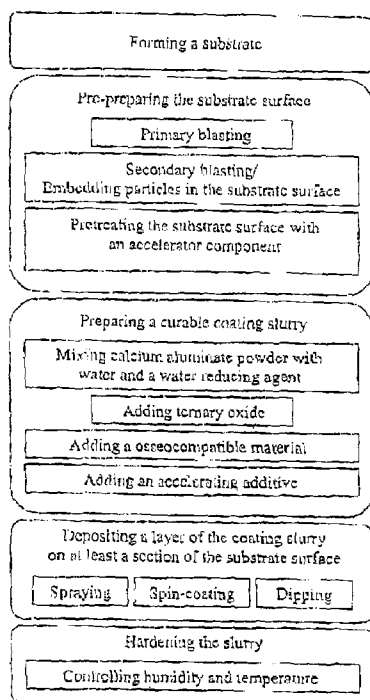 Forming a substrate
Pre-preparing the substrate surface
Primary blasting
Secondary blasting/
Embedding particles in the substrate surface
Pretreating the substrate surface with
an accelerator component
Preparing a curable coating slurry
Mixing calcium aluminate powder with
water and a water reducing agent
Adding ternary oxide
Adding a osseocompatible material
Adding an accelerating additive
Depositing a layer of the coating slurry
on at least a section of the substrate surface
Spraying Spin-coating Dipping
Hardening the slurry
Controlling humidity and temperature